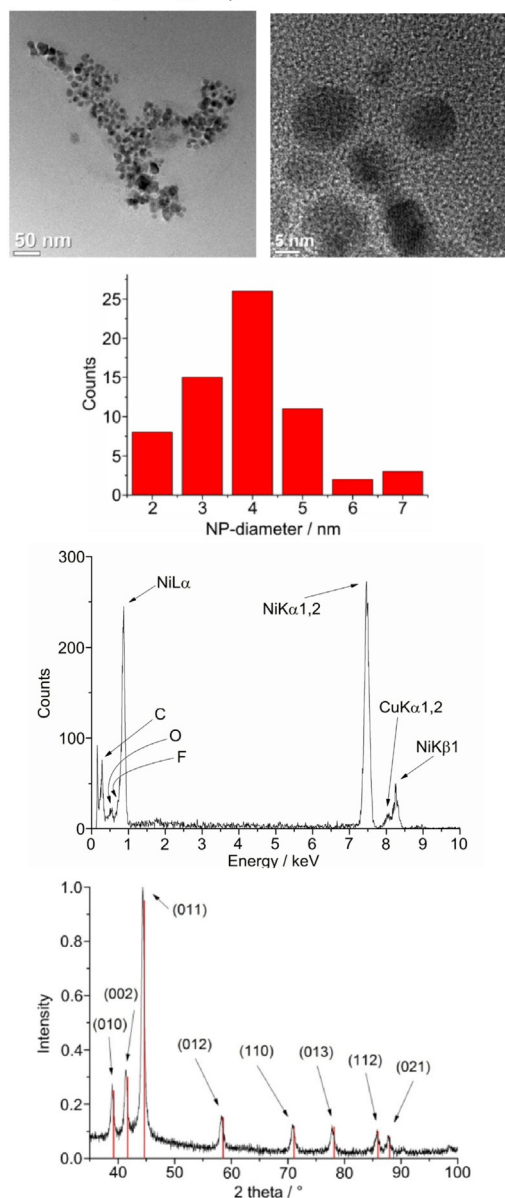 50 nm
5 nm
25
20
15
10
5
0
Counts
2 3 4 5 6 7
NP-diameter / nm
300
200
100
0
Counts
NiLα
C
O
F
NiKα1,2
CuKα1,2
NiKβ1
0 1 2 3 4 5 6 7 8 9 10
Energy / keV
1.0
0.8
0.6
0.4
0.2
0.0
Intensity
(011)
(002)
(010)
(012)
(110)
(013)
(112)
(021)
40 50 60 70 80 90 100
2 theta / °